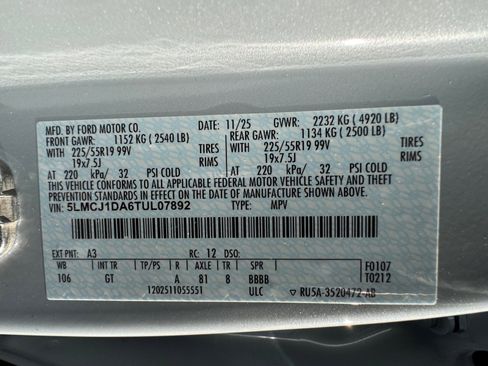 MFD. BY FORD MOTOR CO.
DATE: 11/25 GVWR: 2232 KG ( 4920 LB)
FRONT GAWR: 1152 KG ( 2540 LB) REAR GAWR: 1134 KG ( 2500 LB)
WITH 225/55R19 99V TIRES WITH 225/55R19 99V TIRES
19x7.5J RIMS 19x7.5J RIMS
AT 220 kPa/ 32 PSI COLD AT 220 kPa/ 32 PSI COLD
THIS VEHICLE CONFORMS TO ALL APPLICABLE FEDERAL MOTOR VEHICLE SAFETY AND THEFT
PREVENTION STANDARDS IN EFFECT ON THE DATE OF MANUFACTURE SHOWN ABOVE.
VIN: 5LMCJ1DA6TUL07892 TYPE: MPV
EXT PNT: A3 RC: 12 DSO: F0107
WB INT TR TP/PS R AXLE TR SPR T0212
106 GT A 81 8 BBBB
1202511055551 ULC RU5A-3520472-AB